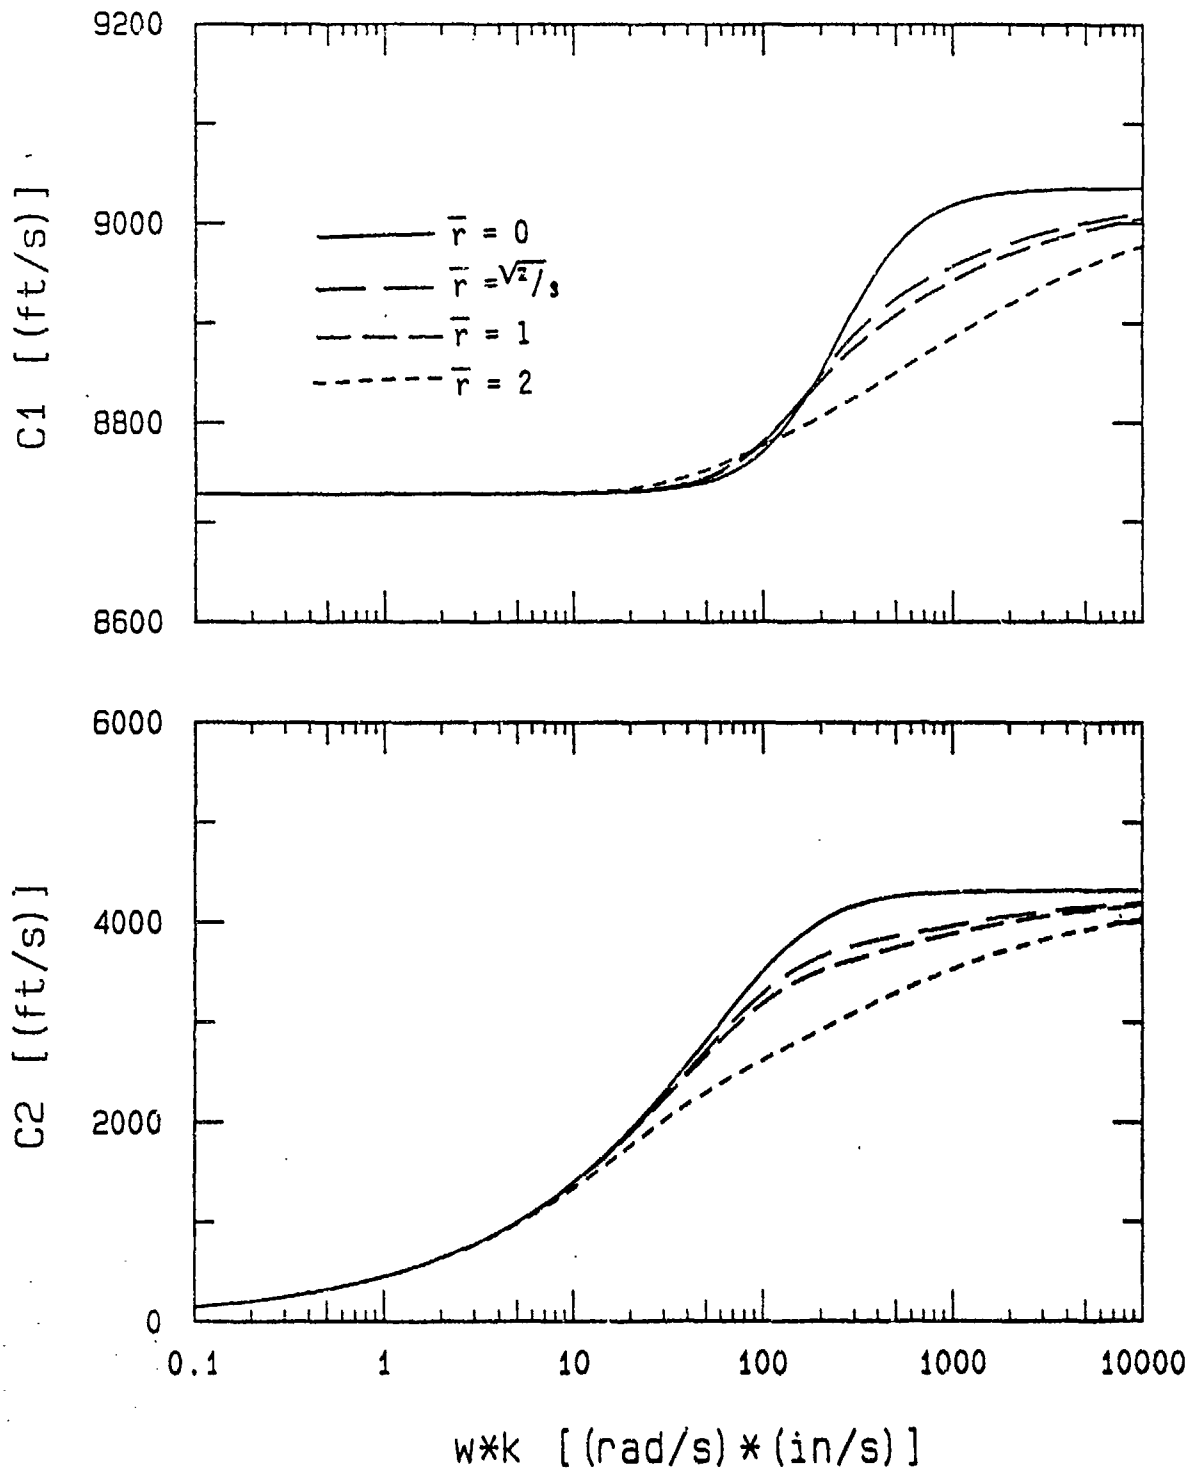 9200
9000
8800
8600
C1 [(ft/s)]
r̅ = 0
r̅ = √2/s
r̅ = 1
r̅ = 2
6000
4000
2000
0
C2 [(ft/s)]
0.1 1 10 100 1000 10000
w*k [(rad/s)*(in/s)]